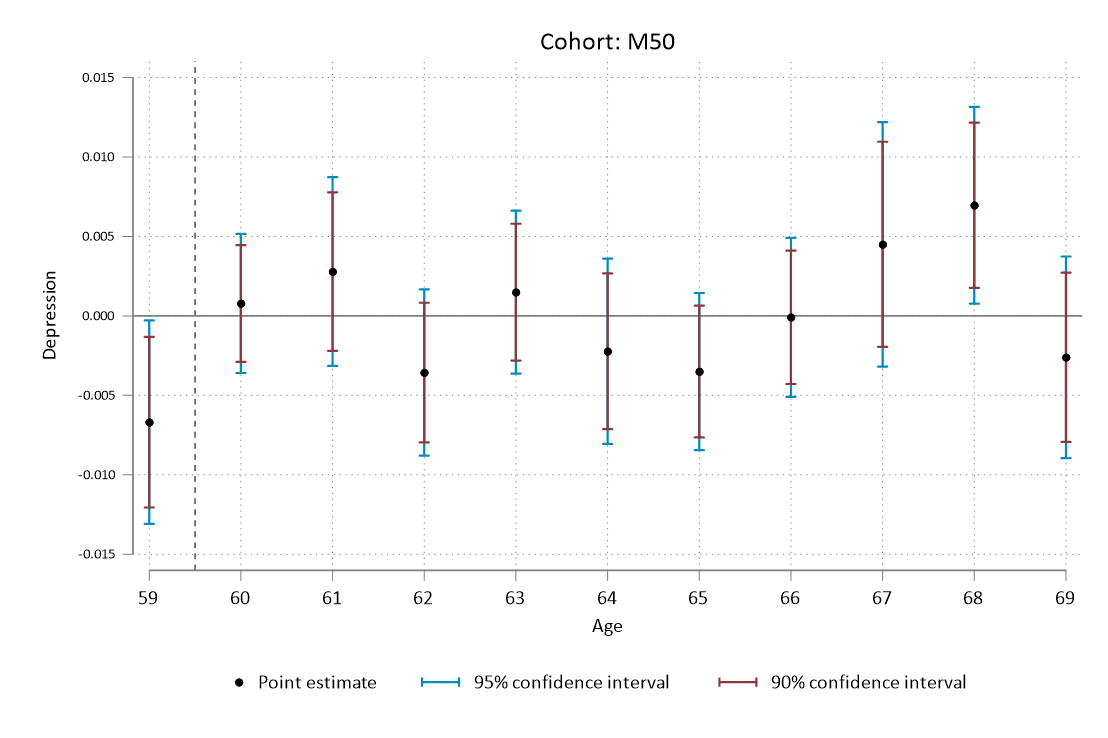 Cohort: M50
0.015
0.010
0.005
0.000
-0.005
-0.010
-0.015
Depression
59 60 61 62 63 64 65 66 67 68 69
Age
Point estimate 95% confidence interval 90% confidence interval